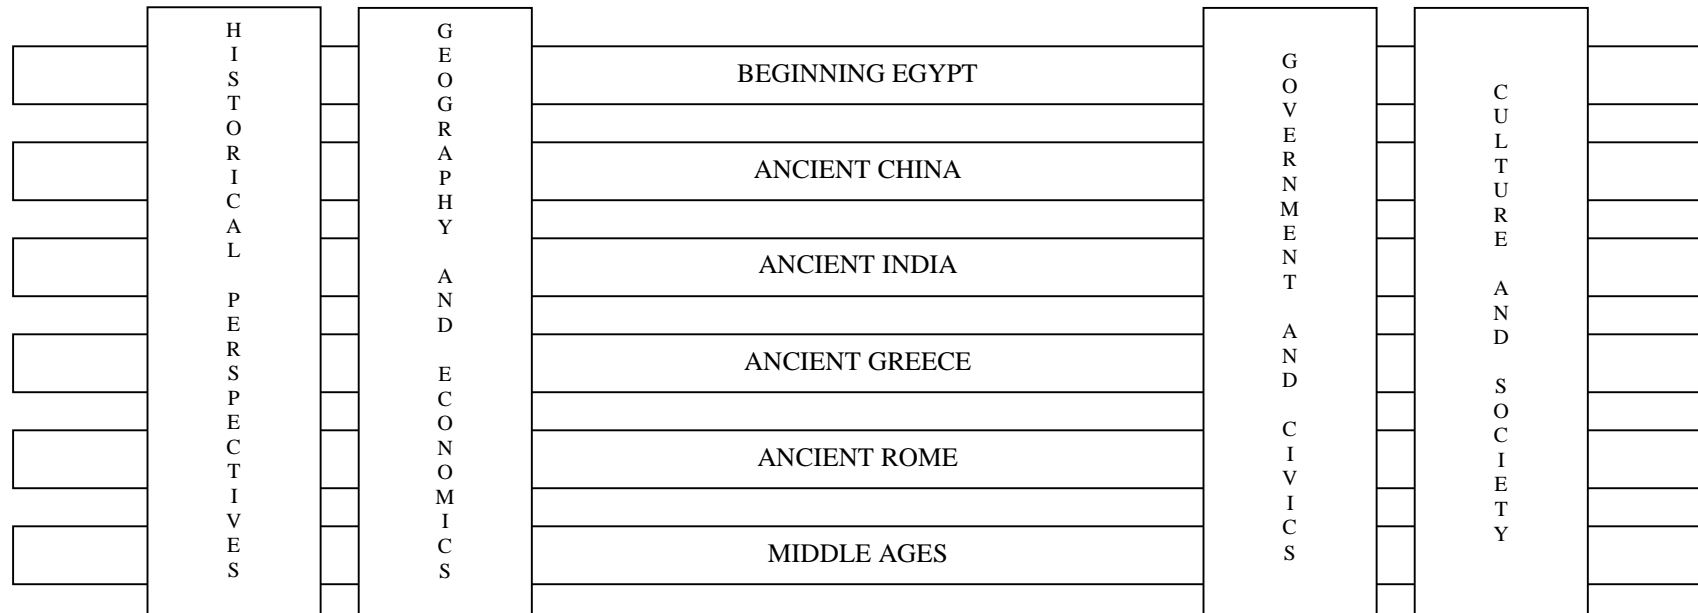 HISTORICAL PERSPECTIVES
GEOGRAPHY AND ECONOMICS
BEGINNING EGYPT
ANCIENT CHINA
ANCIENT INDIA
ANCIENT GREECE
ANCIENT ROME
MIDDLE AGES
GOVERNMENT AND CIVICS
CULTURE AND SOCIETY